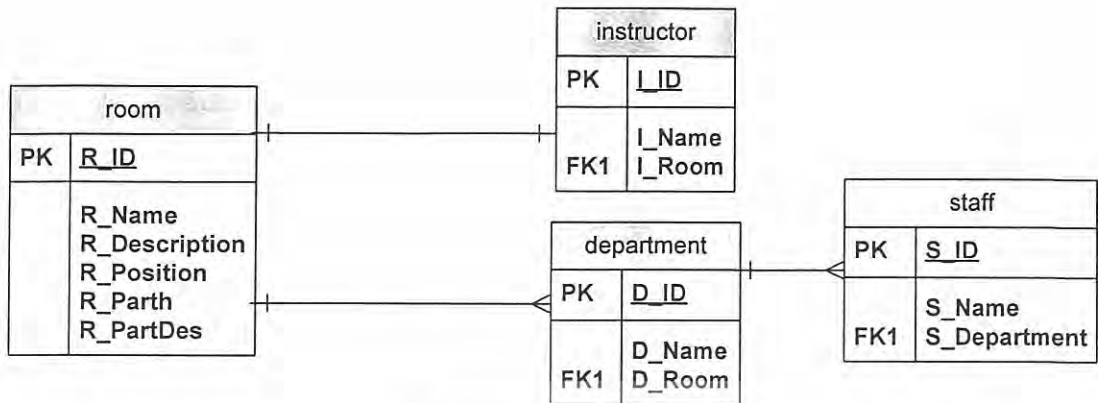 instructor
PK I_ID
I_Name
FK1 I_Room
room
PK R_ID
R_Name
R_Description
R_Position
R_Parth
R_PartDes
department
PK D_ID
D_Name
FK1 D_Room
staff
PK S_ID
S_Name
FK1 S_Department